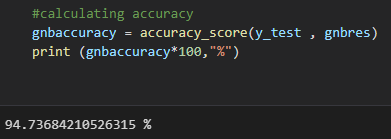 #calculating accuracy
gnbaccuracy = accuracy_score(y_test , gnbres)
print (gnbaccuracy*100,"%")
94.73684210526315 %